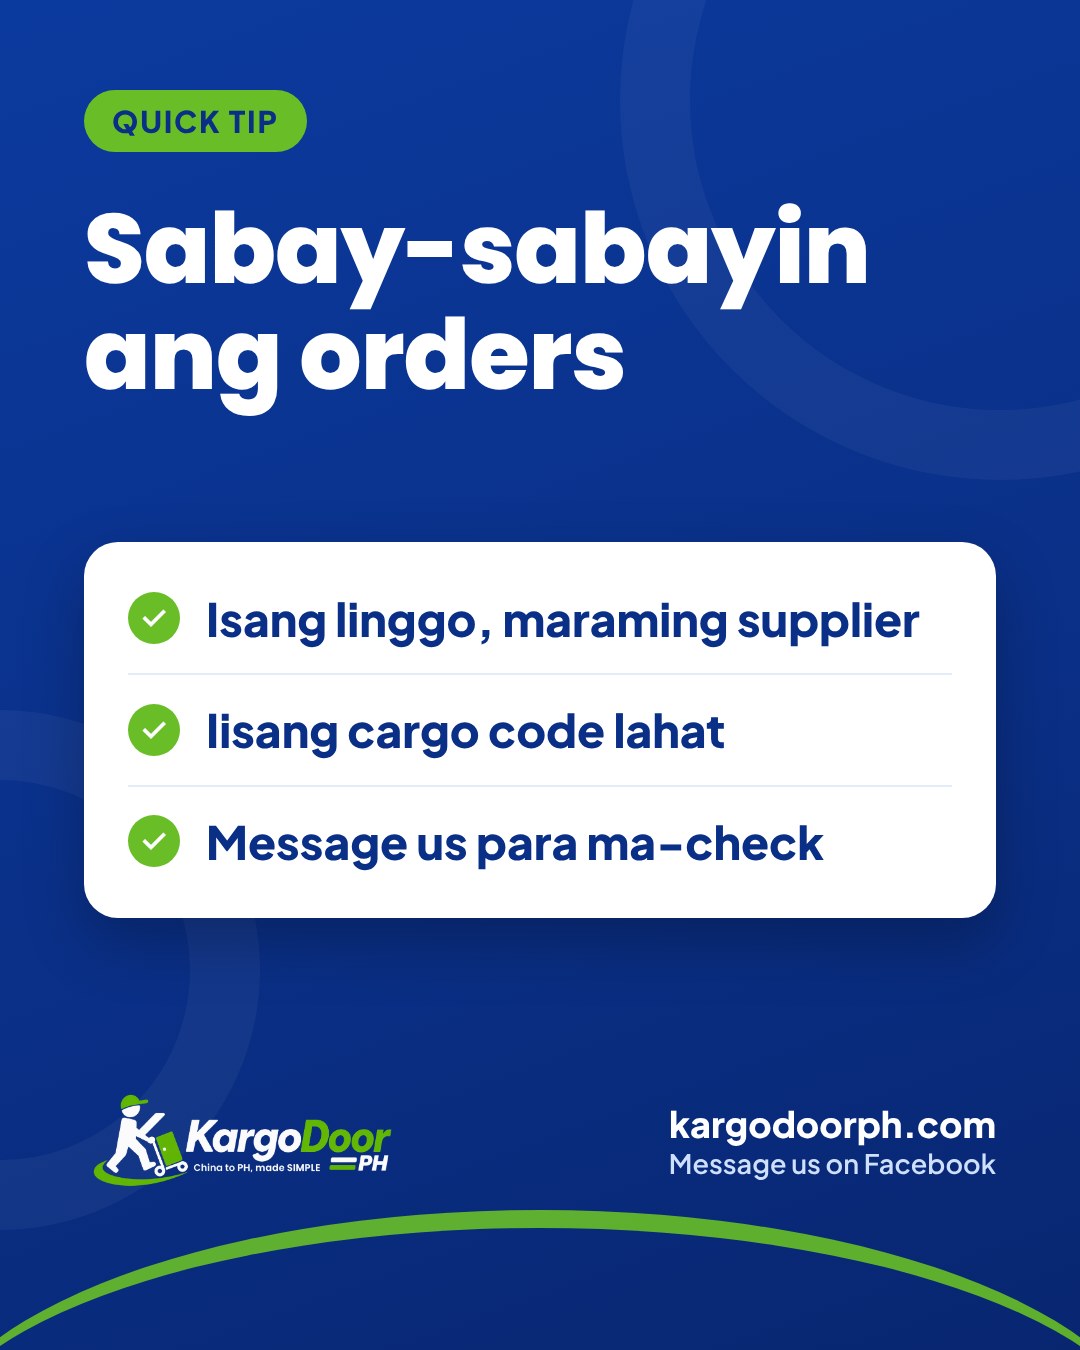 QUICK TIP
Sabay-sabayin
ang orders
Isang linggo, maraming supplier
Iisang cargo code lahat
Message us para ma-check
KargoDoor
China to PH, made SIMPLE
PH
kargodoorph.com
Message us on Facebook